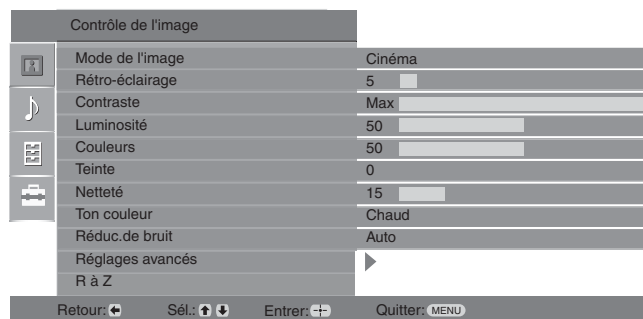 Contrôle de l'image
Mode de l'image Cinéma
Rétro-éclairage 5
Contraste Max
Luminosité 50
Couleurs 50
Teinte 0
Netteté 15
Ton couleur Chaud
Réduc.de bruit Auto
Réglages avancés
R à Z
Retour: Sél.: Entrer: Quitter: MENU